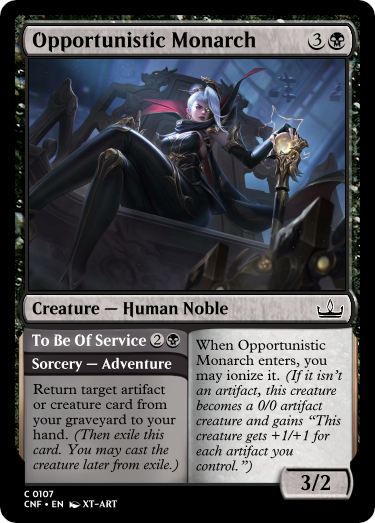 Opportunistic Monarch 3
Creature — Human Noble
To Be Of Service 2
Sorcery — Adventure
Return target artifact
or creature card from
your graveyard to your
hand. (Then exile this
card. You may cast the
creature later from exile.)
When Opportunistic
Monarch enters, you
may ionize it. (If it isn't
an artifact, this creature
becomes a 0/0 artifact
creature and gains "This
creature gets +1/+1 for
each artifact you
control.")
3/2
C 0107
CNF • EN XT-ART